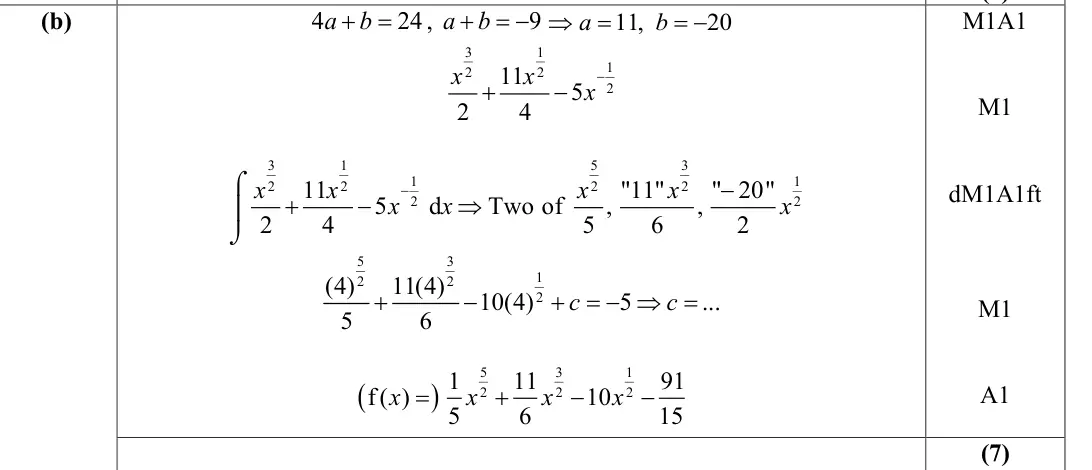 (b) 4a + b = 24 , a + b = −9 ⇒ a = 11, b = −20 M1A1
x^(3/2)/2 + 11x^(1/2)/4 − 5x^(−1/2) M1
∫ x^(3/2)/2 + 11x^(1/2)/4 − 5x^(−1/2) dx ⇒ Two of x^(5/2)/5 , "11"x^(3/2)/6 , "−20"/2 x^(1/2) dM1A1ft
(4)^(5/2)/5 + 11(4)^(3/2)/6 − 10(4)^(1/2) + c = −5 ⇒ c = ... M1
(f(x) =) 1/5 x^(5/2) + 11/6 x^(3/2) − 10x^(1/2) − 91/15 A1
(7)